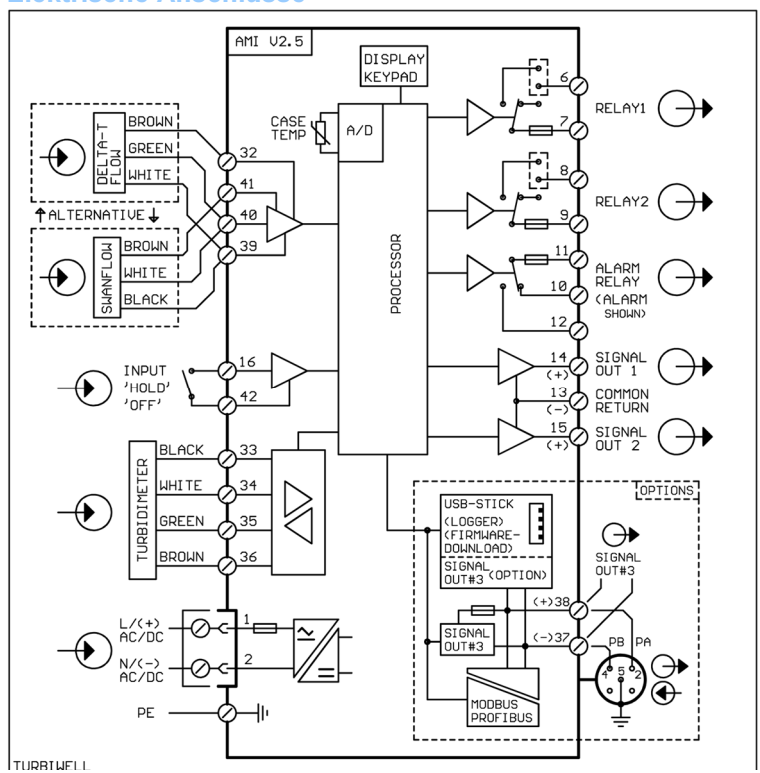 Elektrische Anschlüsse
AMI V2.5
DISPLAY
KEYPAD
CASE
TEMP
A/D
PROCESSOR
DELTA-T
FLOW
BROWN
GREEN
WHITE
32
41
40
39
↑ALTERNATIVE↓
SWANFLOW
BROWN
WHITE
BLACK
INPUT
'HOLD'
'OFF'
16
42
TURBIDIMETER
BLACK
33
WHITE
34
GREEN
35
BROWN
36
L/(+)
AC/DC
1
N/(-)
AC/DC
2
PE
6
RELAY1
7
8
RELAY2
9
11
ALARM
RELAY
10
(ALARM
SHOWN)
12
14
(+)
SIGNAL
OUT 1
13
(-)
COMMON
RETURN
15
(+)
SIGNAL
OUT 2
OPTIONS
USB-STICK
(LOGGER)
(FIRMWARE-
DOWNLOAD)
SIGNAL
OUT#3 (OPTION)
SIGNAL
OUT#3
(+)38
SIGNAL
OUT#3
(-)37
PB PA
4 5 2
MODBUS
PROFIBUS
TURBIWELL